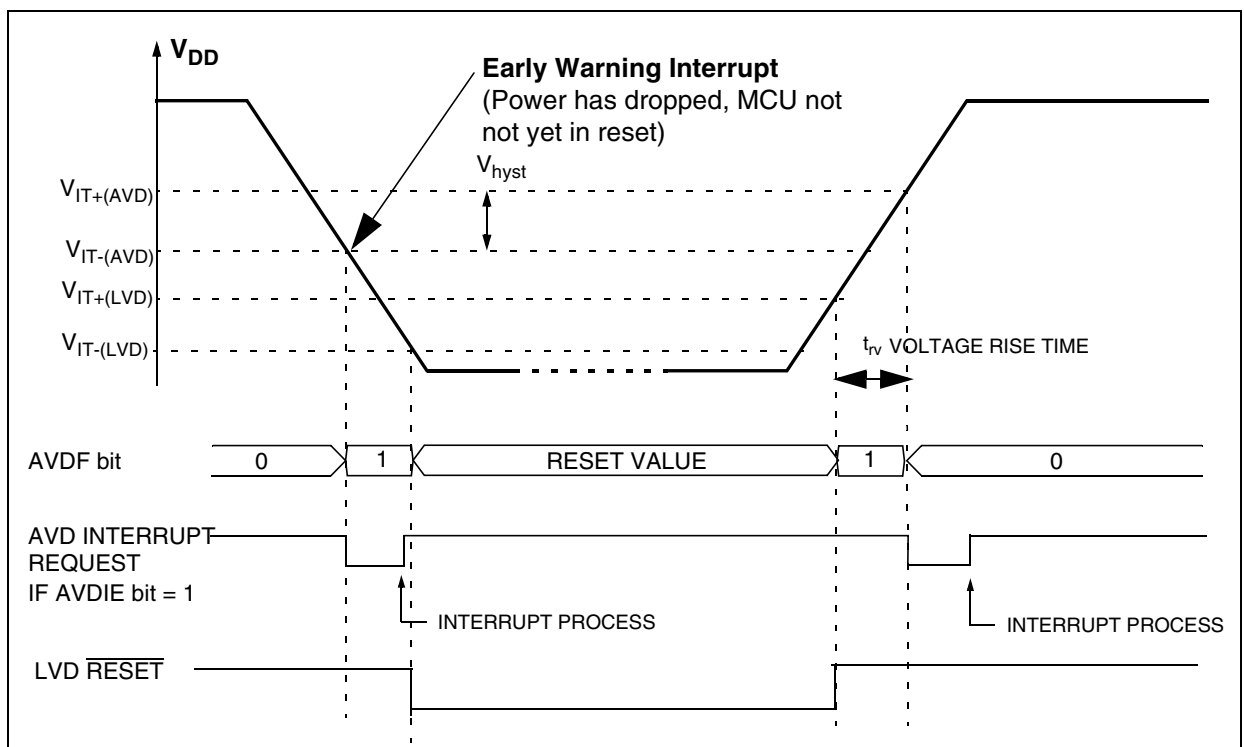 VDD
Early Warning Interrupt
(Power has dropped, MCU not
not yet in reset)
Vhyst
VIT+(AVD)
VIT-(AVD)
VIT+(LVD)
VIT-(LVD)
trv VOLTAGE RISE TIME
AVDF bit
0
1
RESET VALUE
1
0
AVD INTERRUPT
REQUEST
IF AVDIE bit = 1
INTERRUPT PROCESS
INTERRUPT PROCESS
LVD RESET